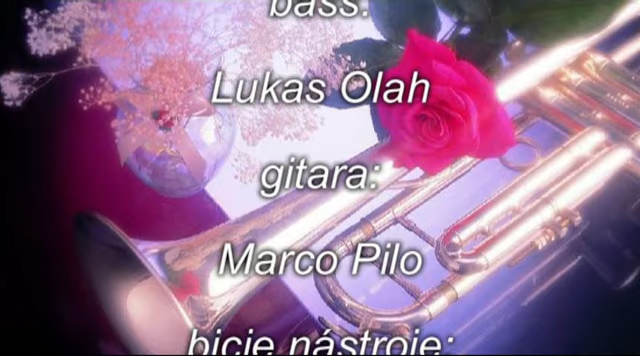 bass:
Lukas Olah
gitara:
Marco Pilo
bicie nástroje: